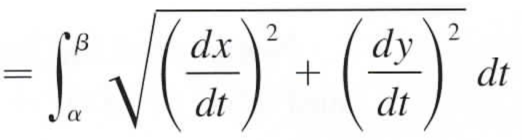 = ∫_α^β √((dx/dt)^2 + (dy/dt)^2) dt